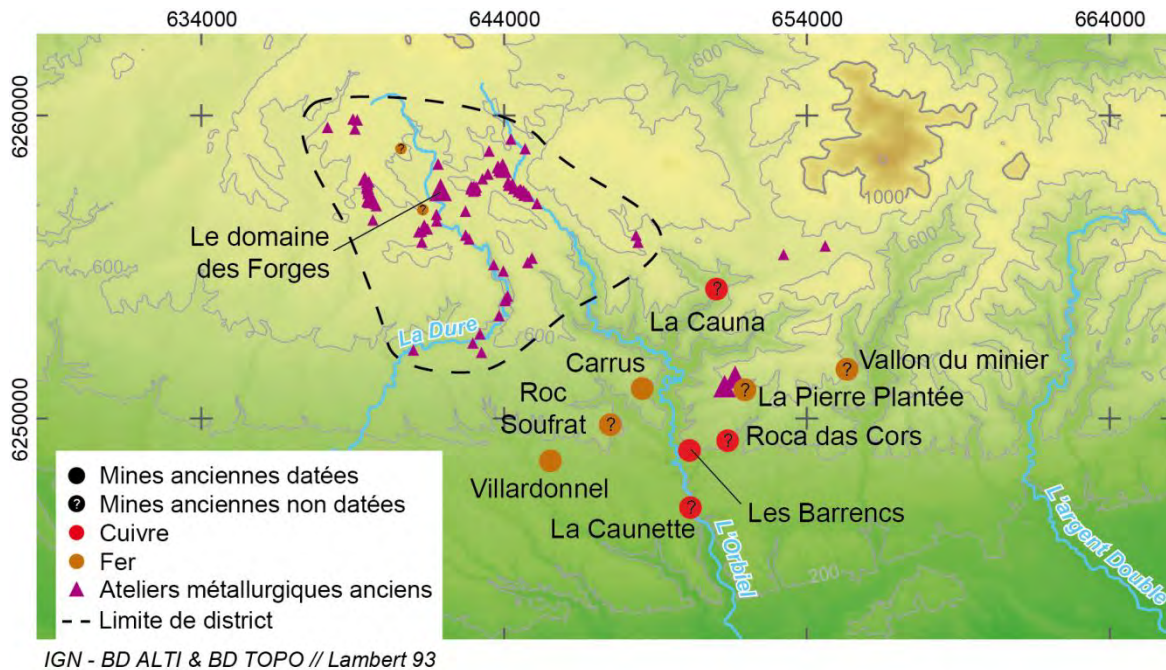 634000
644000
654000
664000
6260000
6250000
600
1000
600
600
600
200
Le domaine
des Forges
La Dure
La Cauna
Carrus
Vallon du minier
Roc
Soufrat
La Pierre Plantée
Roca das Cors
Villardonnel
Les Barrencs
La Caunette
L'Orbiel
L'argent Double
? Mines anciennes non datées
Mines anciennes datées
Cuivre
Fer
Ateliers métallurgiques anciens
Limite de district
IGN - BD ALTI & BD TOPO // Lambert 93